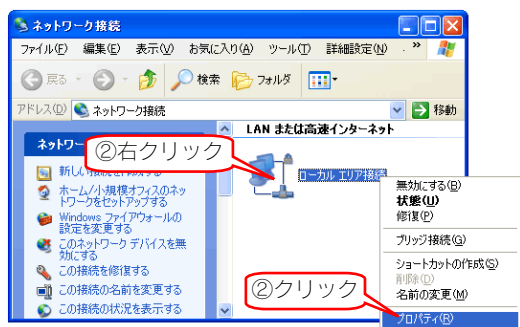 ネットワーク接続
ファイル(F) 編集(E) 表示(V) お気に入り(A) ツール(T) 詳細設定(N) »
戻る 検索 フォルダ
アドレス(D) ネットワーク接続 移動
LAN または高速インターネット
ネットワー
②右クリック
ローカル エリア接続
新しい接続を作成する
ホーム/小規模オフィスのネッ
トワークをセットアップする
Windows ファイアウォールの
設定を変更する
このネットワーク デバイスを無
効にする
この接続を修復する
この接続の名前を変更する
この接続の状況を表示する
無効にする(B)
状態(U)
修復(P)
ブリッジ接続(G)
ショートカットの作成(S)
削除(D)
名前の変更(M)
プロパティ(R)
②クリック